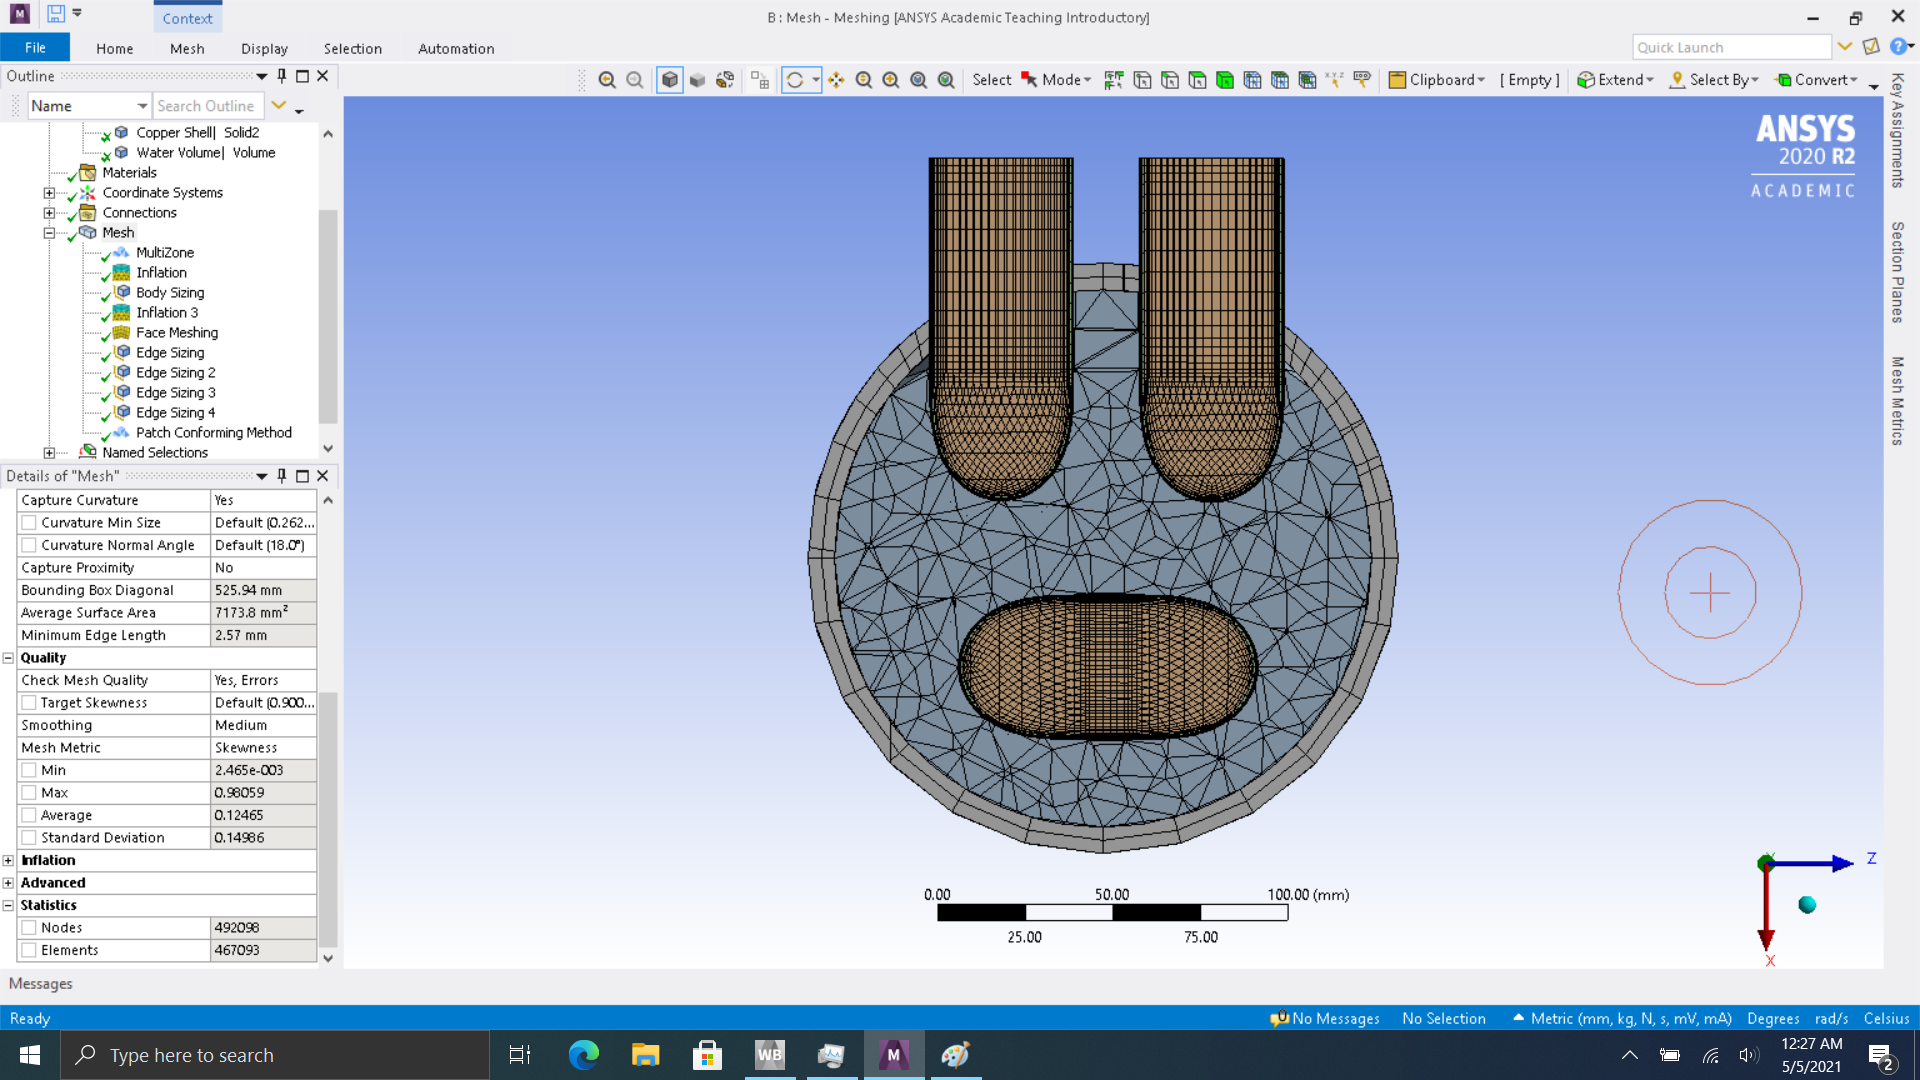 Context
B : Mesh - Meshing [ANSYS Academic Teaching Introductory]
File Home Mesh Display Selection Automation
Quick Launch
Outline
Select Mode Clipboard [ Empty ] Extend Select By Convert
Name Search Outline
Copper Shell| Solid2
Water Volume| Volume
Materials
Coordinate Systems
Connections
Mesh
MultiZone
Inflation
Body Sizing
Inflation 3
Face Meshing
Edge Sizing
Edge Sizing 2
Edge Sizing 3
Edge Sizing 4
Patch Conforming Method
Named Selections
Details of "Mesh"
Capture Curvature Yes
Curvature Min Size Default (0.262...
Curvature Normal Angle Default (18.0°)
Capture Proximity No
Bounding Box Diagonal 525.94 mm
Average Surface Area 7173.8 mm²
Minimum Edge Length 2.57 mm
Quality
Check Mesh Quality Yes, Errors
Target Skewness Default (0.900...
Smoothing Medium
Mesh Metric Skewness
Min 2.465e-003
Max 0.98059
Average 0.12465
Standard Deviation 0.14986
Inflation
Advanced
Statistics
Nodes 492098
Elements 467093
ANSYS
2020 R2
ACADEMIC
Key Assignments
Section Planes
Mesh Metrics
0.00 50.00 100.00 (mm)
25.00 75.00
Z
X
Messages
Ready
No Messages No Selection Metric (mm, kg, N, s, mV, mA) Degrees rad/s Celsius
Type here to search
WB
M
12:27 AM
5/5/2021
2